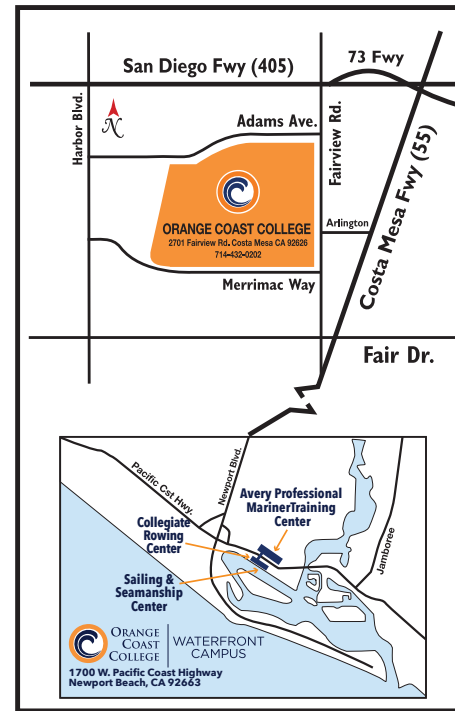 San Diego Fwy (405)
73 Fwy
Harbor Blvd.
N
Adams Ave.
Fairview Rd.
Costa Mesa Fwy (55)
Arlington
ORANGE COAST COLLEGE
2701 Fairview Rd. Costa Mesa CA 92626
714-432-0202
Merrimac Way
Fair Dr.
Pacific Cst Hwy.
Newport Blvd.
Jamboree
Avery Professional
MarinerTraining
Center
Collegiate
Rowing
Center
Sailing &
Seamanship
Center
ORANGE
COAST
COLLEGE
WATERFRONT
CAMPUS
1700 W. Pacific Coast Highway
Newport Beach, CA 92663